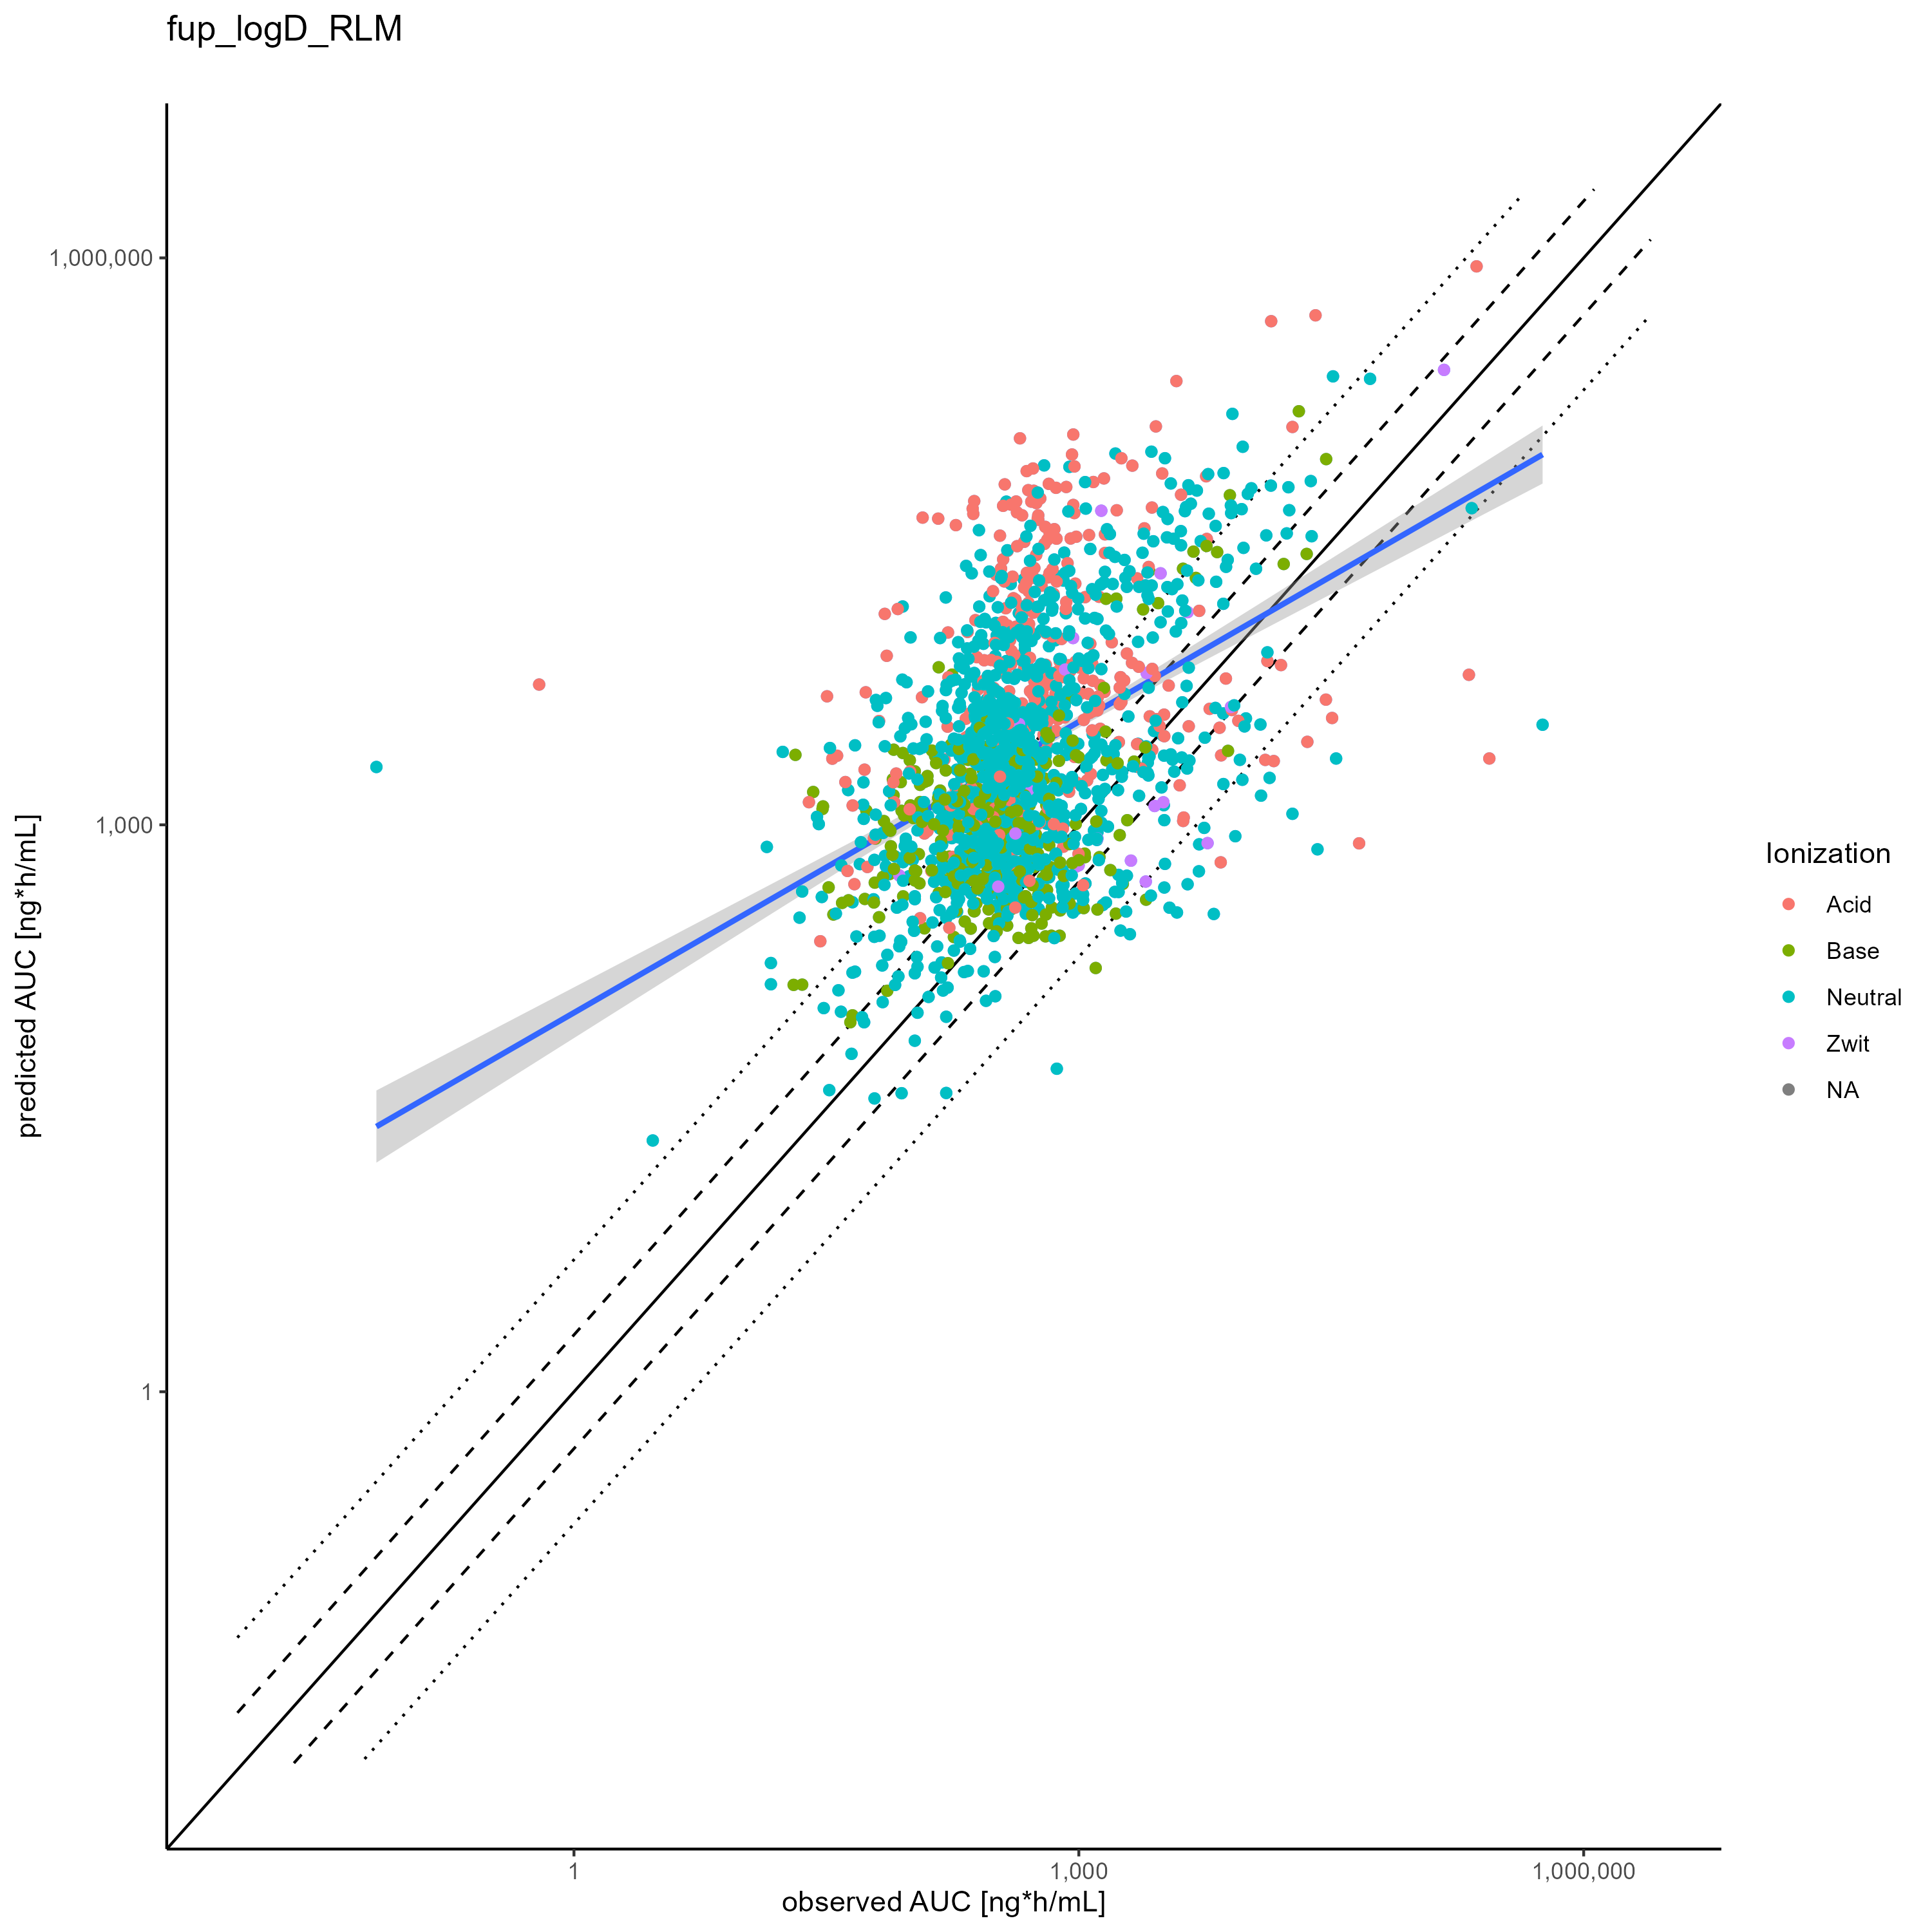 fup_logD_RLM
1,000,000
1,000
1
predicted AUC [ng*h/mL]
1
1,000
1,000,000
observed AUC [ng*h/mL]
Ionization
Acid
Base
Neutral
Zwit
NA